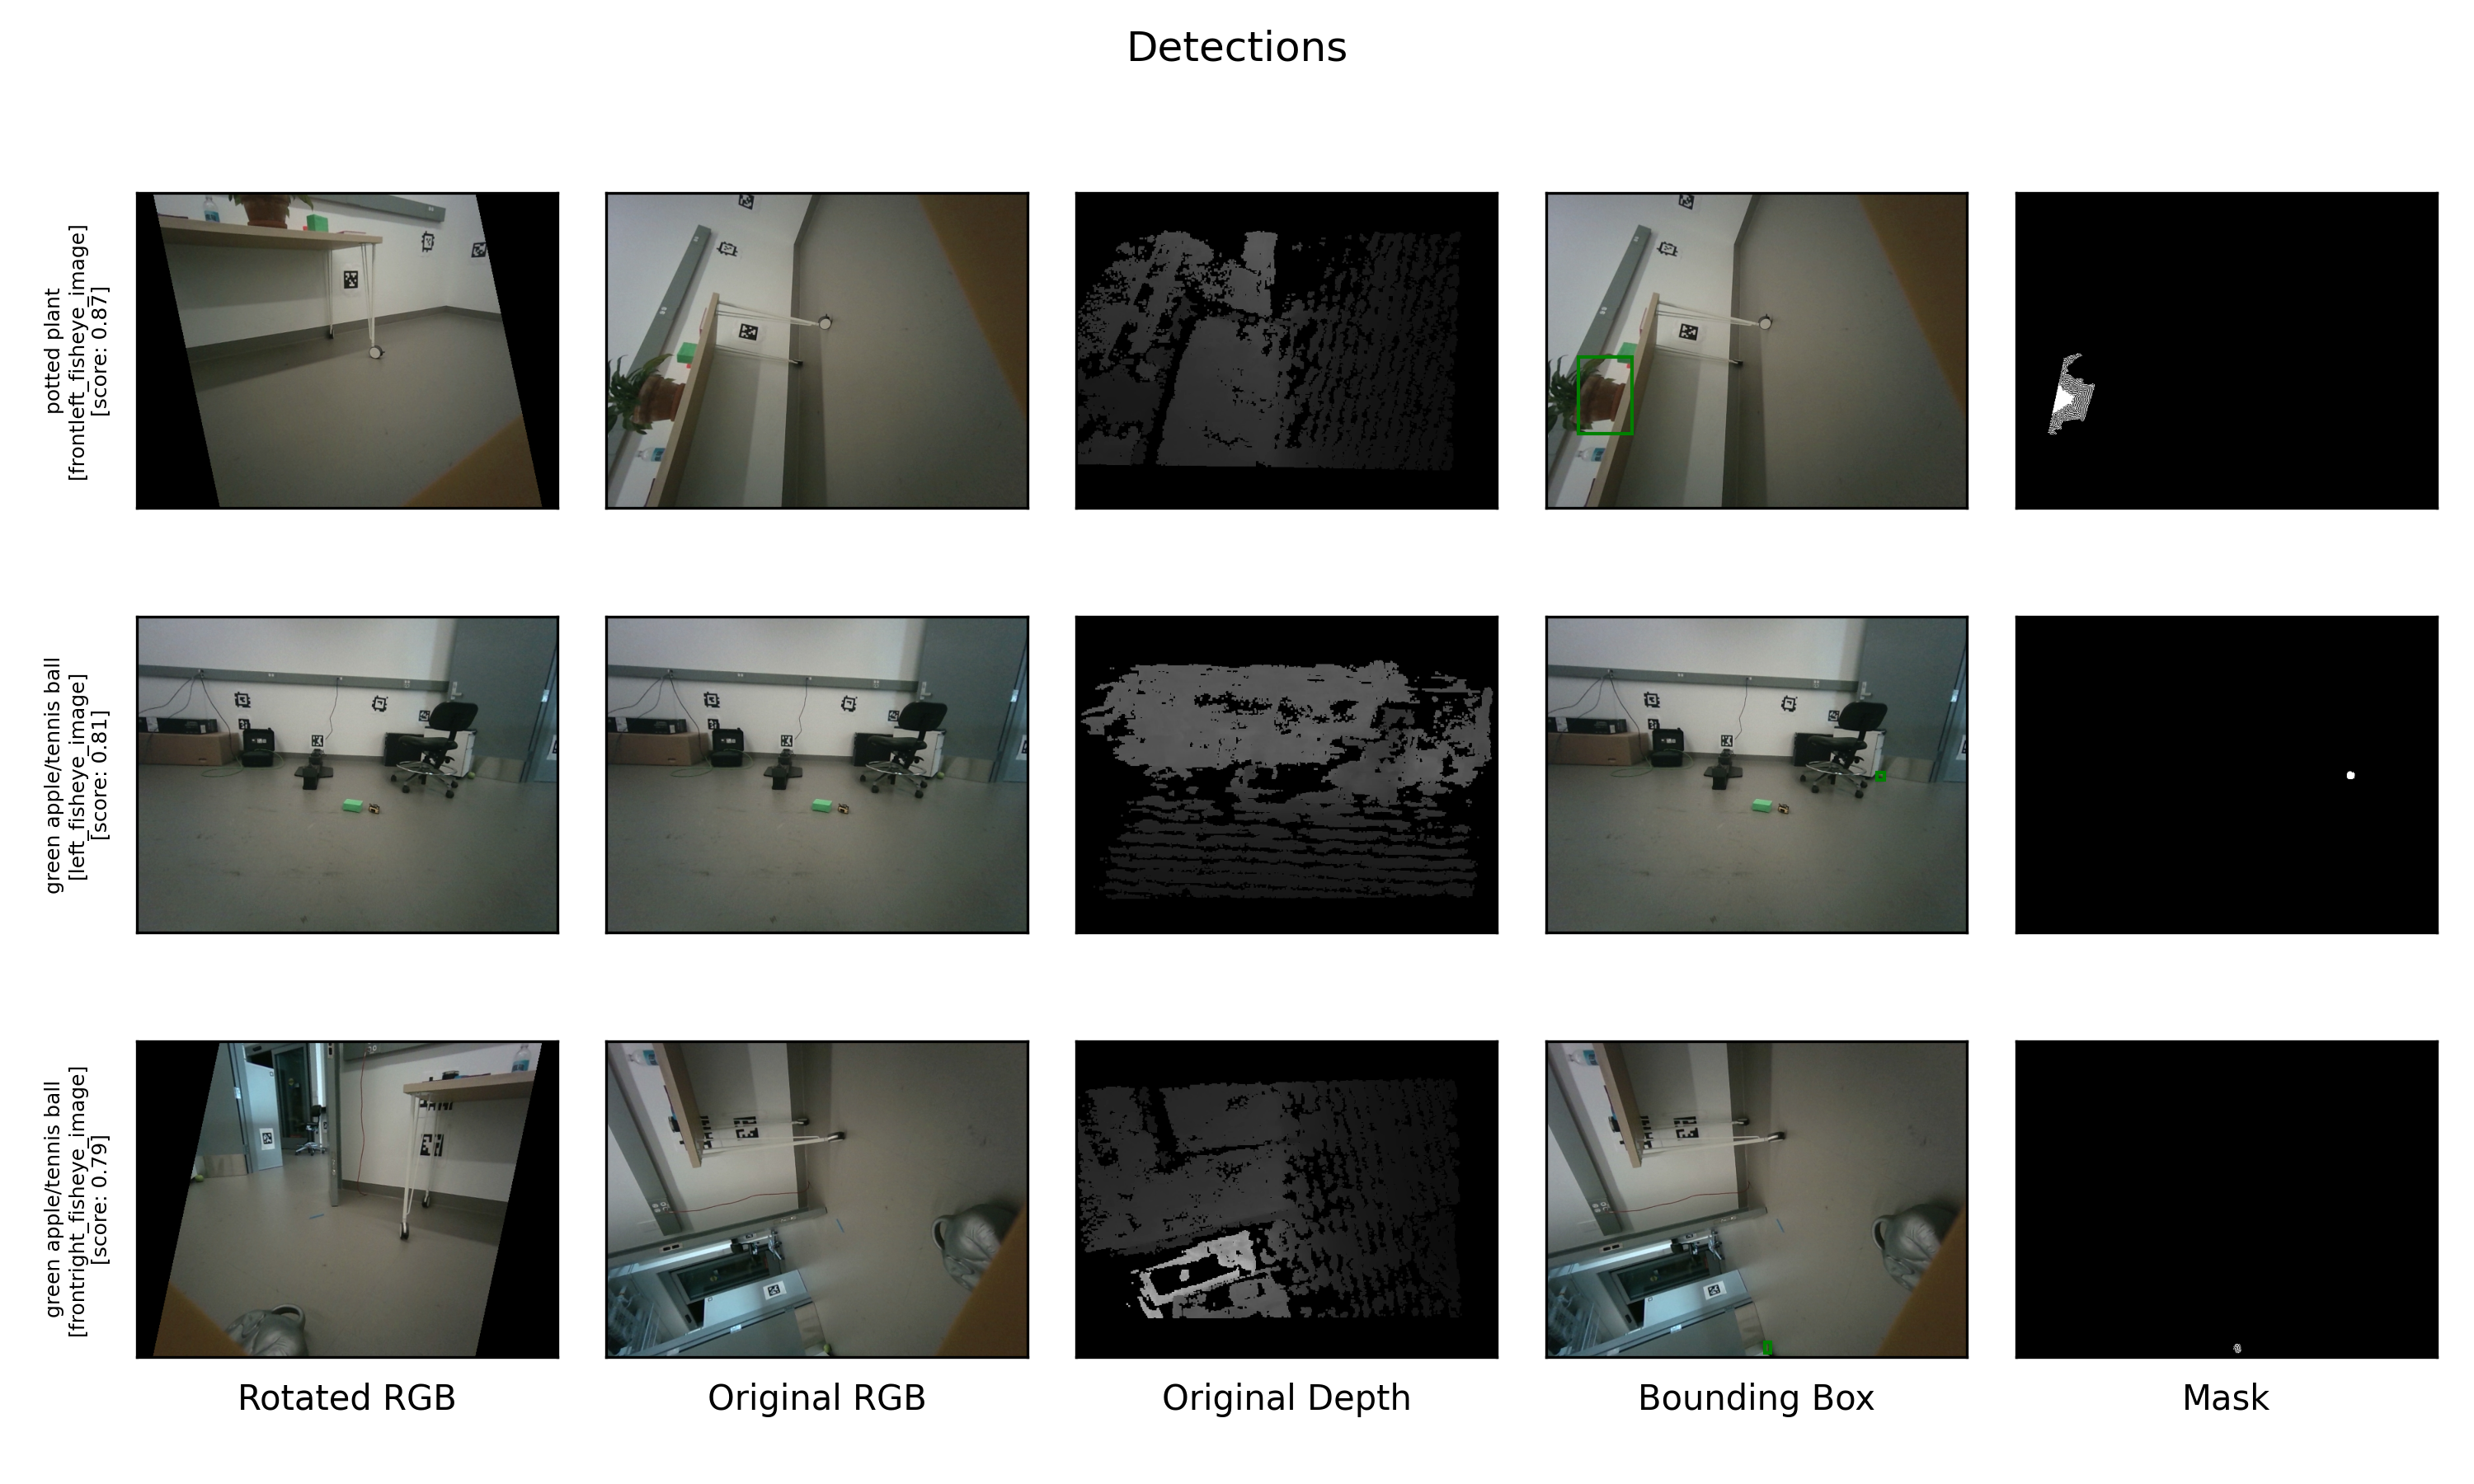 Detections
potted plant
[frontleft_fisheye_image]
[score: 0.87]
green apple/tennis ball
[left_fisheye_image]
[score: 0.81]
green apple/tennis ball
[frontright_fisheye_image]
[score: 0.79]
Rotated RGB
Original RGB
Original Depth
Bounding Box
Mask